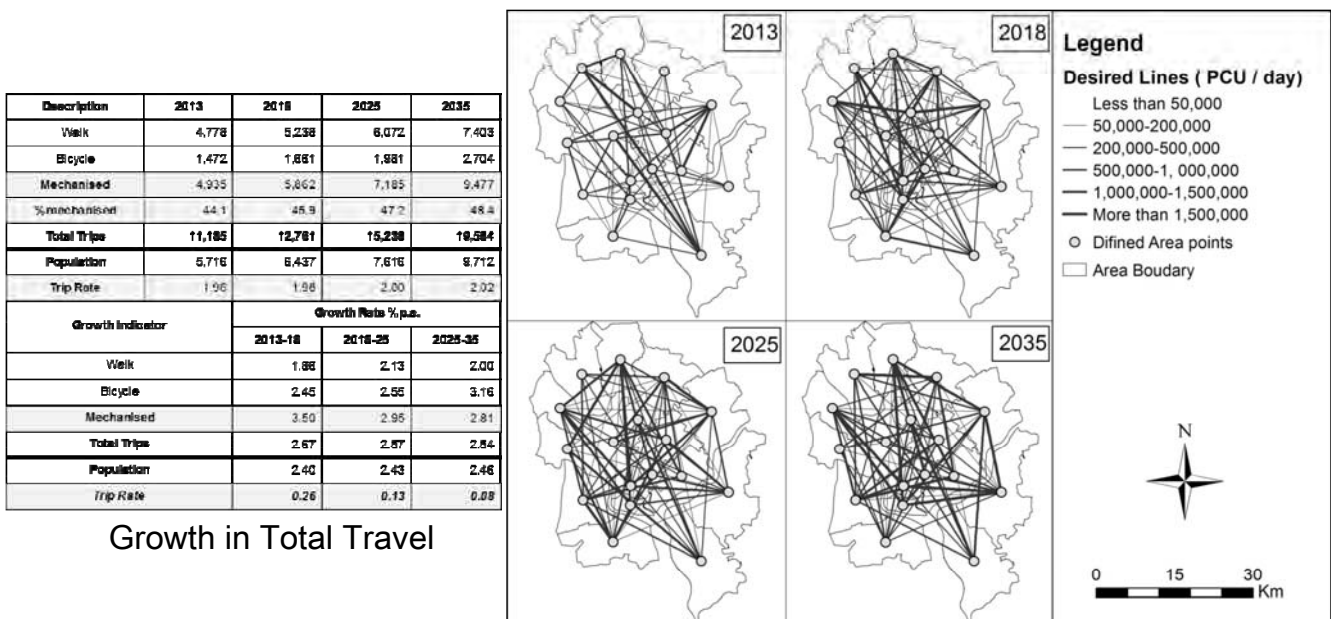 Description 2013 2018 2025 2035
Walk 4,778 5,238 6,072 7,403
Bicycle 1,472 1,661 1,981 2,704
Mechanised 4,935 5,862 7,185 9,477
% mechanised 44.1 45.9 47.2 48.4
Total Trips 11,185 12,761 15,238 19,584
Population 5,716 6,437 7,616 9,712
Trip Rate 1.96 1.98 2.00 2.02
Growth Indicator Growth Rate % p.a.
2013-18 2018-25 2025-35
Walk 1.86 2.13 2.00
Bicycle 2.45 2.55 3.16
Mechanised 3.50 2.95 2.81
Total Trips 2.67 2.57 2.54
Population 2.40 2.43 2.46
Trip Rate 0.26 0.13 0.08
Growth in Total Travel
2013
2018
2025
2035
Legend
Desired Lines ( PCU / day)
Less than 50,000
50,000-200,000
200,000-500,000
500,000-1, 000,000
1,000,000-1,500,000
More than 1,500,000
Difined Area points
Area Boudary
N
0 15 30
Km